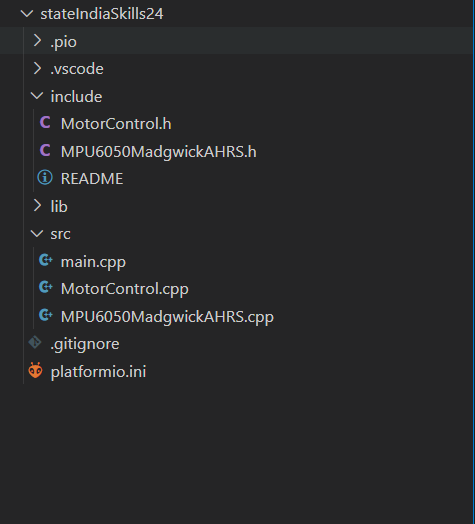 stateIndiaSkills24
.pio
.vscode
include
C MotorControl.h
C MPU6050MadgwickAHRS.h
README
lib
src
main.cpp
MotorControl.cpp
MPU6050MadgwickAHRS.cpp
.gitignore
platformio.ini